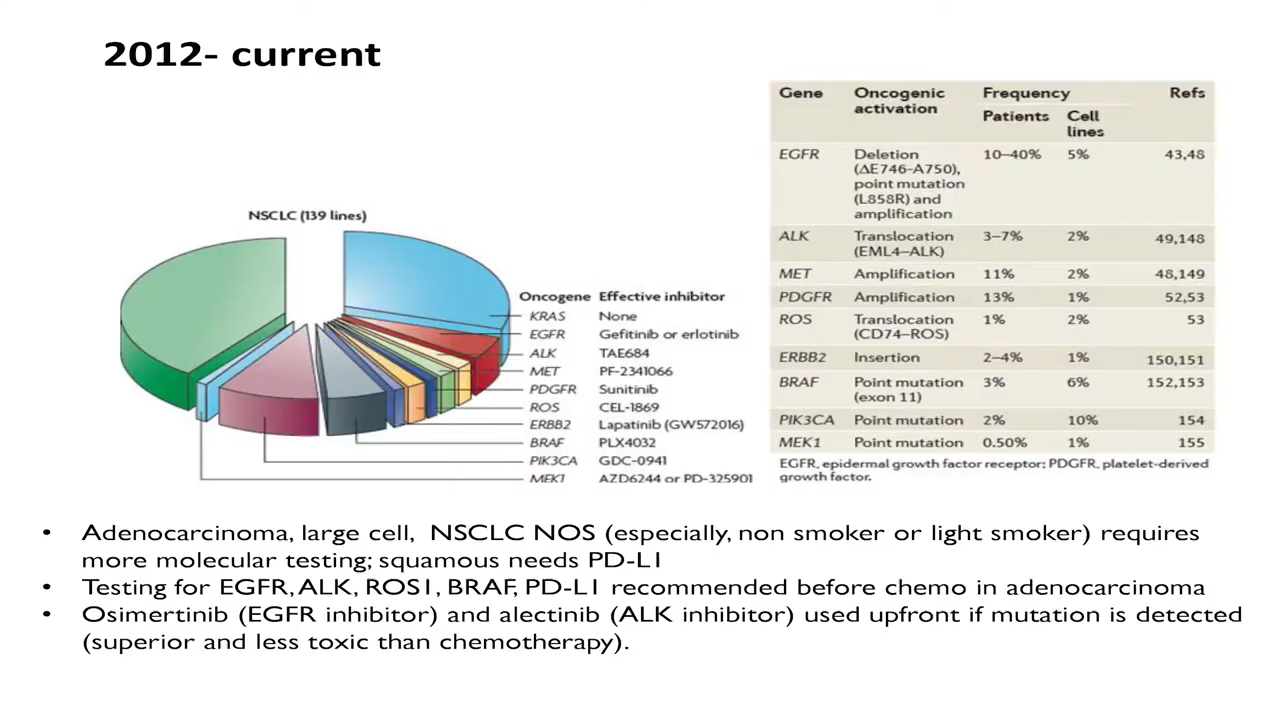 2012- current
NSCLC (139 lines)
Oncogene Effective inhibitor
KRAS None
EGFR Gefitinib or erlotinib
ALK TAE684
MET PF-2341066
PDGFR Sunitinib
ROS CEL-1869
ERBB2 Lapatinib (GW572016)
BRAF PLX4032
PIK3CA GDC-0941
MEK1 AZD6244 or PD-325901
Gene Oncogenic Frequency Refs
activation
Patients Cell
lines
EGFR Deletion 10–40% 5% 43,48
(ΔE746-A750),
point mutation
(L858R) and
amplification
ALK Translocation 3–7% 2% 49,148
(EML4–ALK)
MET Amplification 11% 2% 48,149
PDGFR Amplification 13% 1% 52,53
ROS Translocation 1% 2% 53
(CD74–ROS)
ERBB2 Insertion 2–4% 1% 150,151
BRAF Point mutation 3% 6% 152,153
(exon 11)
PIK3CA Point mutation 2% 10% 154
MEK1 Point mutation 0.50% 1% 155
EGFR, epidermal growth factor receptor; PDGFR, platelet-derived
growth factor.
• Adenocarcinoma, large cell, NSCLC NOS (especially, non smoker or light smoker) requires
more molecular testing; squamous needs PD-L1
• Testing for EGFR, ALK, ROS1, BRAF, PD-L1 recommended before chemo in adenocarcinoma
• Osimertinib (EGFR inhibitor) and alectinib (ALK inhibitor) used upfront if mutation is detected
(superior and less toxic than chemotherapy).